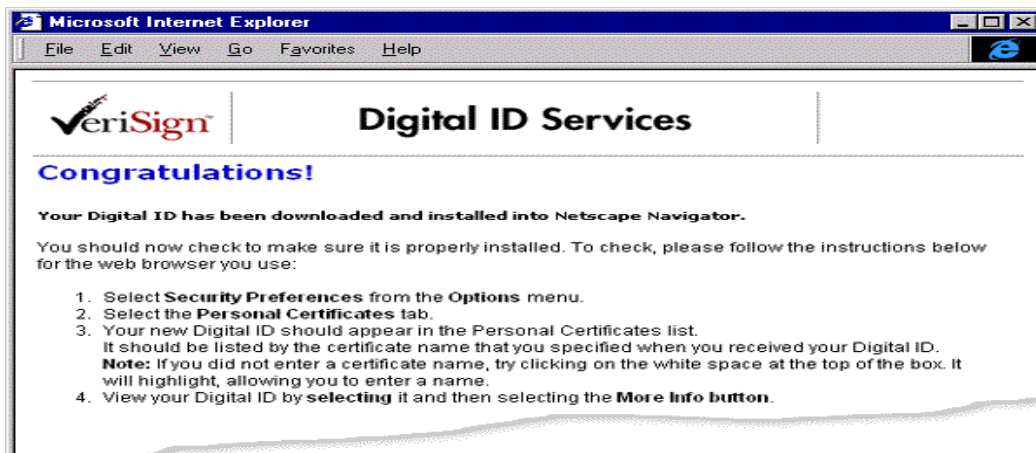 Microsoft Internet Explorer
File Edit View Go Favorites Help
VeriSign™ Digital ID Services
Congratulations!
Your Digital ID has been downloaded and installed into Netscape Navigator.
You should now check to make sure it is properly installed. To check, please follow the instructions below
for the web browser you use:
1. Select Security Preferences from the Options menu.
2. Select the Personal Certificates tab.
3. Your new Digital ID should appear in the Personal Certificates list.
It should be listed by the certificate name that you specified when you received your Digital ID.
Note: If you did not enter a certificate name, try clicking on the white space at the top of the box. It
will highlight, allowing you to enter a name.
4. View your Digital ID by selecting it and then selecting the More Info button.